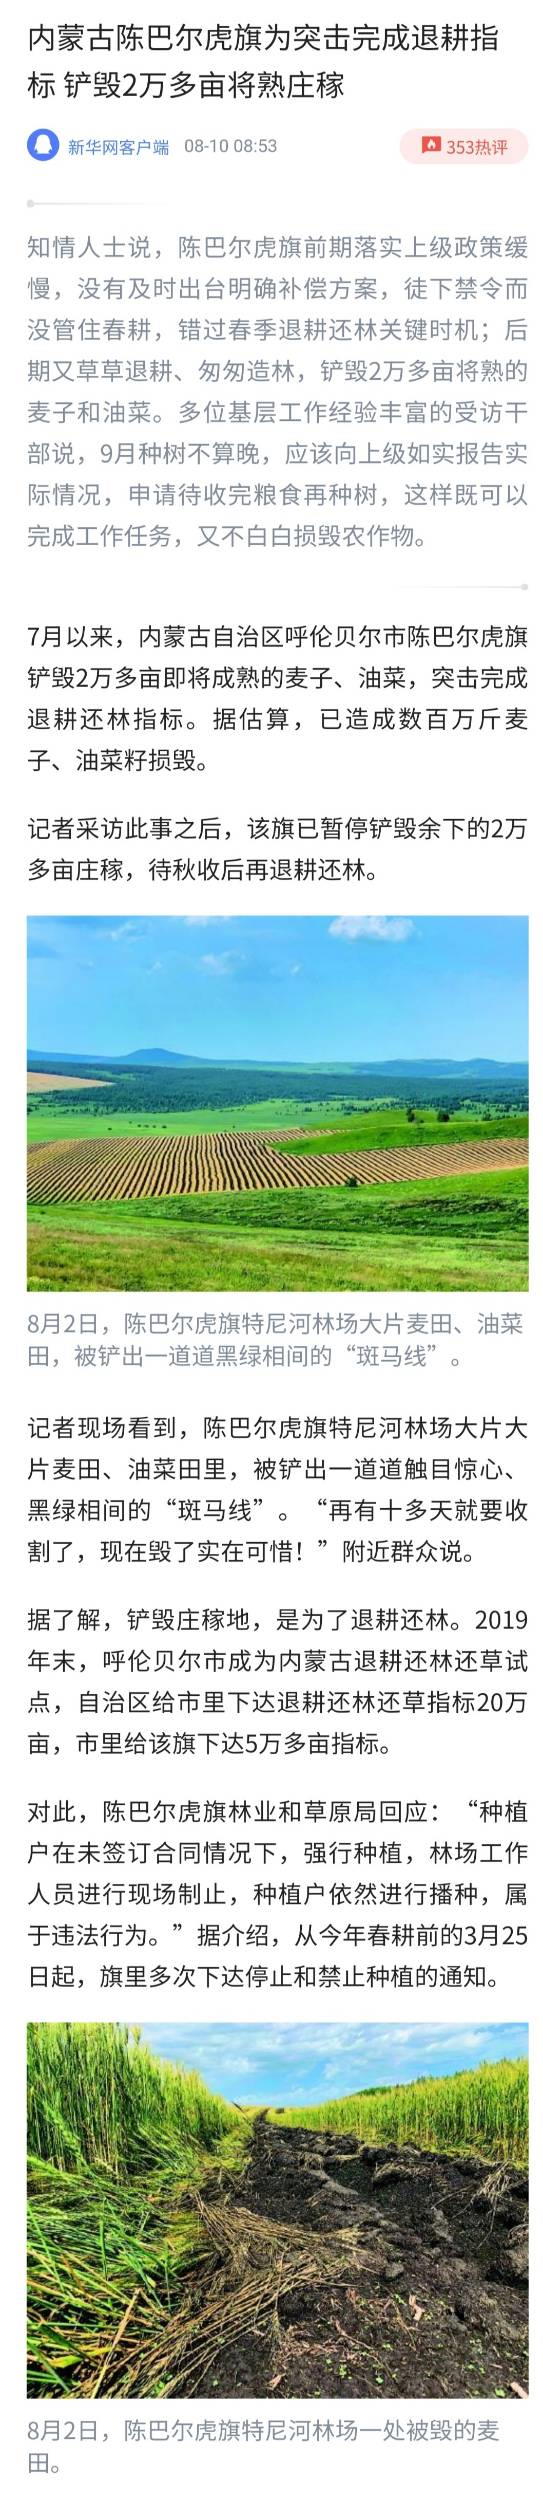 内蒙古陈巴尔虎旗为突击完成退耕指
标 铲毁2万多亩将熟庄稼
新华网客户端 08-10 08:53
353热评
知情人士说，陈巴尔虎旗前期落实上级政策缓
慢，没有及时出台明确补偿方案，徒下禁令而
没管住春耕，错过春季退耕还林关键时机；后
期又草草退耕、匆匆造林，铲毁2万多亩将熟的
麦子和油菜。多位基层工作经验丰富的受访干
部说，9月种树不算晚，应该向上级如实报告实
际情况，申请待收完粮食再种树，这样既可以
完成工作任务，又不白白损毁农作物。
7月以来，内蒙古自治区呼伦贝尔市陈巴尔虎旗
铲毁2万多亩即将成熟的麦子、油菜，突击完成
退耕还林指标。据估算，已造成数百万斤麦
子、油菜籽损毁。
记者采访此事之后，该旗已暂停铲毁余下的2万
多亩庄稼，待秋收后再退耕还林。
8月2日，陈巴尔虎旗特尼河林场大片麦田、油菜
田，被铲出一道道黑绿相间的“斑马线”。
记者现场看到，陈巴尔虎旗特尼河林场大片大
片麦田、油菜田里，被铲出一道道触目惊心、
黑绿相间的“斑马线”。“再有十多天就要收
割了，现在毁了实在可惜！”附近群众说。
据了解，铲毁庄稼地，是为了退耕还林。2019
年末，呼伦贝尔市成为内蒙古退耕还林还草试
点，自治区给市里下达退耕还林还草指标20万
亩，市里给该旗下达5万多亩指标。
对此，陈巴尔虎旗林业和草原局回应：“种植
户在未签订合同情况下，强行种植，林场工作
人员进行现场制止，种植户依然进行播种，属
于违法行为。”据介绍，从今年春耕前的3月25
日起，旗里多次下达停止和禁止种植的通知。
8月2日，陈巴尔虎旗特尼河林场一处被毁的麦
田。